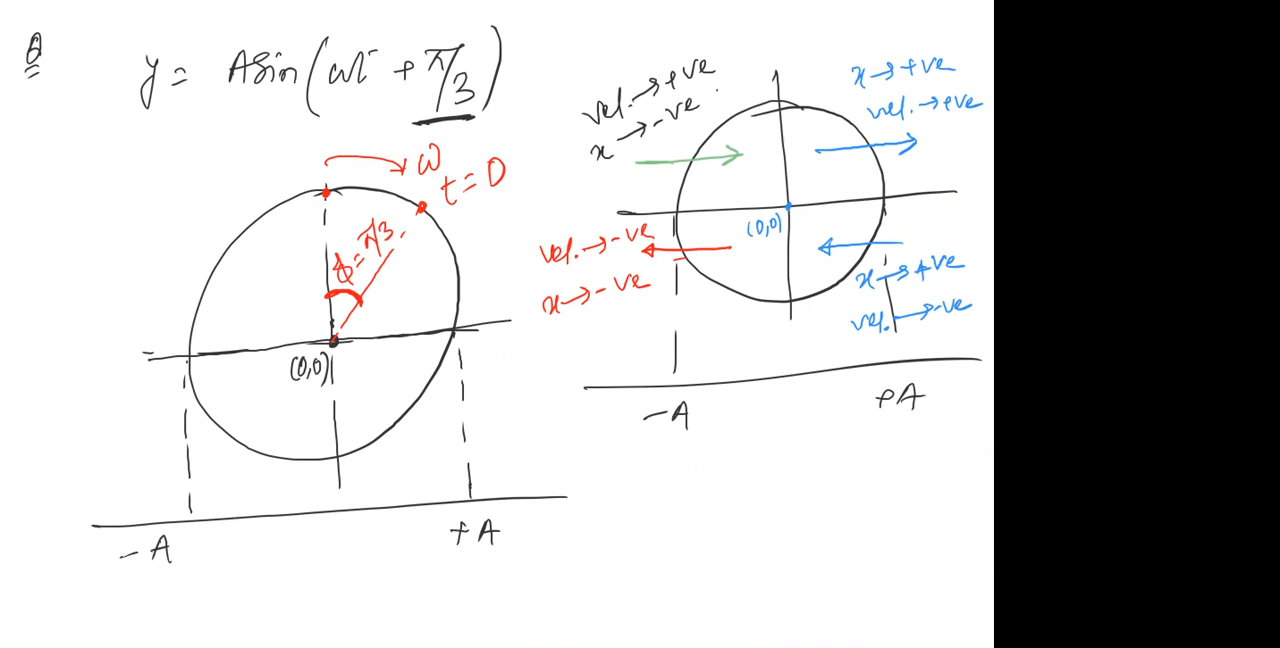 Q
y = A sin(ωt + π/3)
ω
t = 0
ϕ = π/3
(0,0)
-A
+A
vel. → +ve
x → -ve
x → +ve
vel. → +ve
(0,0)
vel. → -ve
x → -ve
x → +ve
vel. → -ve
-A
+A